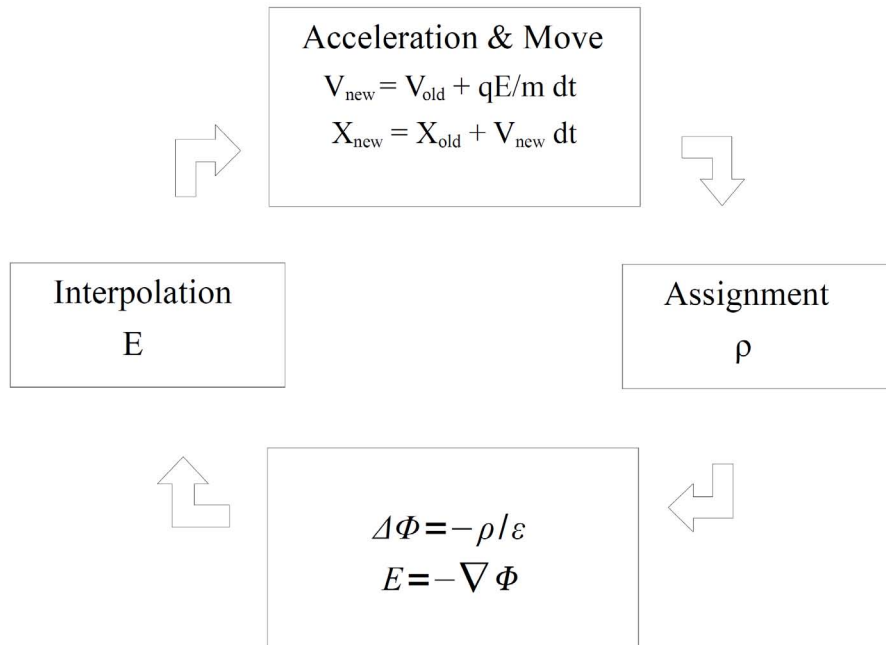 Acceleration & Move
Vnew = Vold + qE/m dt
Xnew = Xold + Vnew dt
Interpolation
E
Assignment
ρ
ΔΦ=−ρ/ε
E=−∇Φ